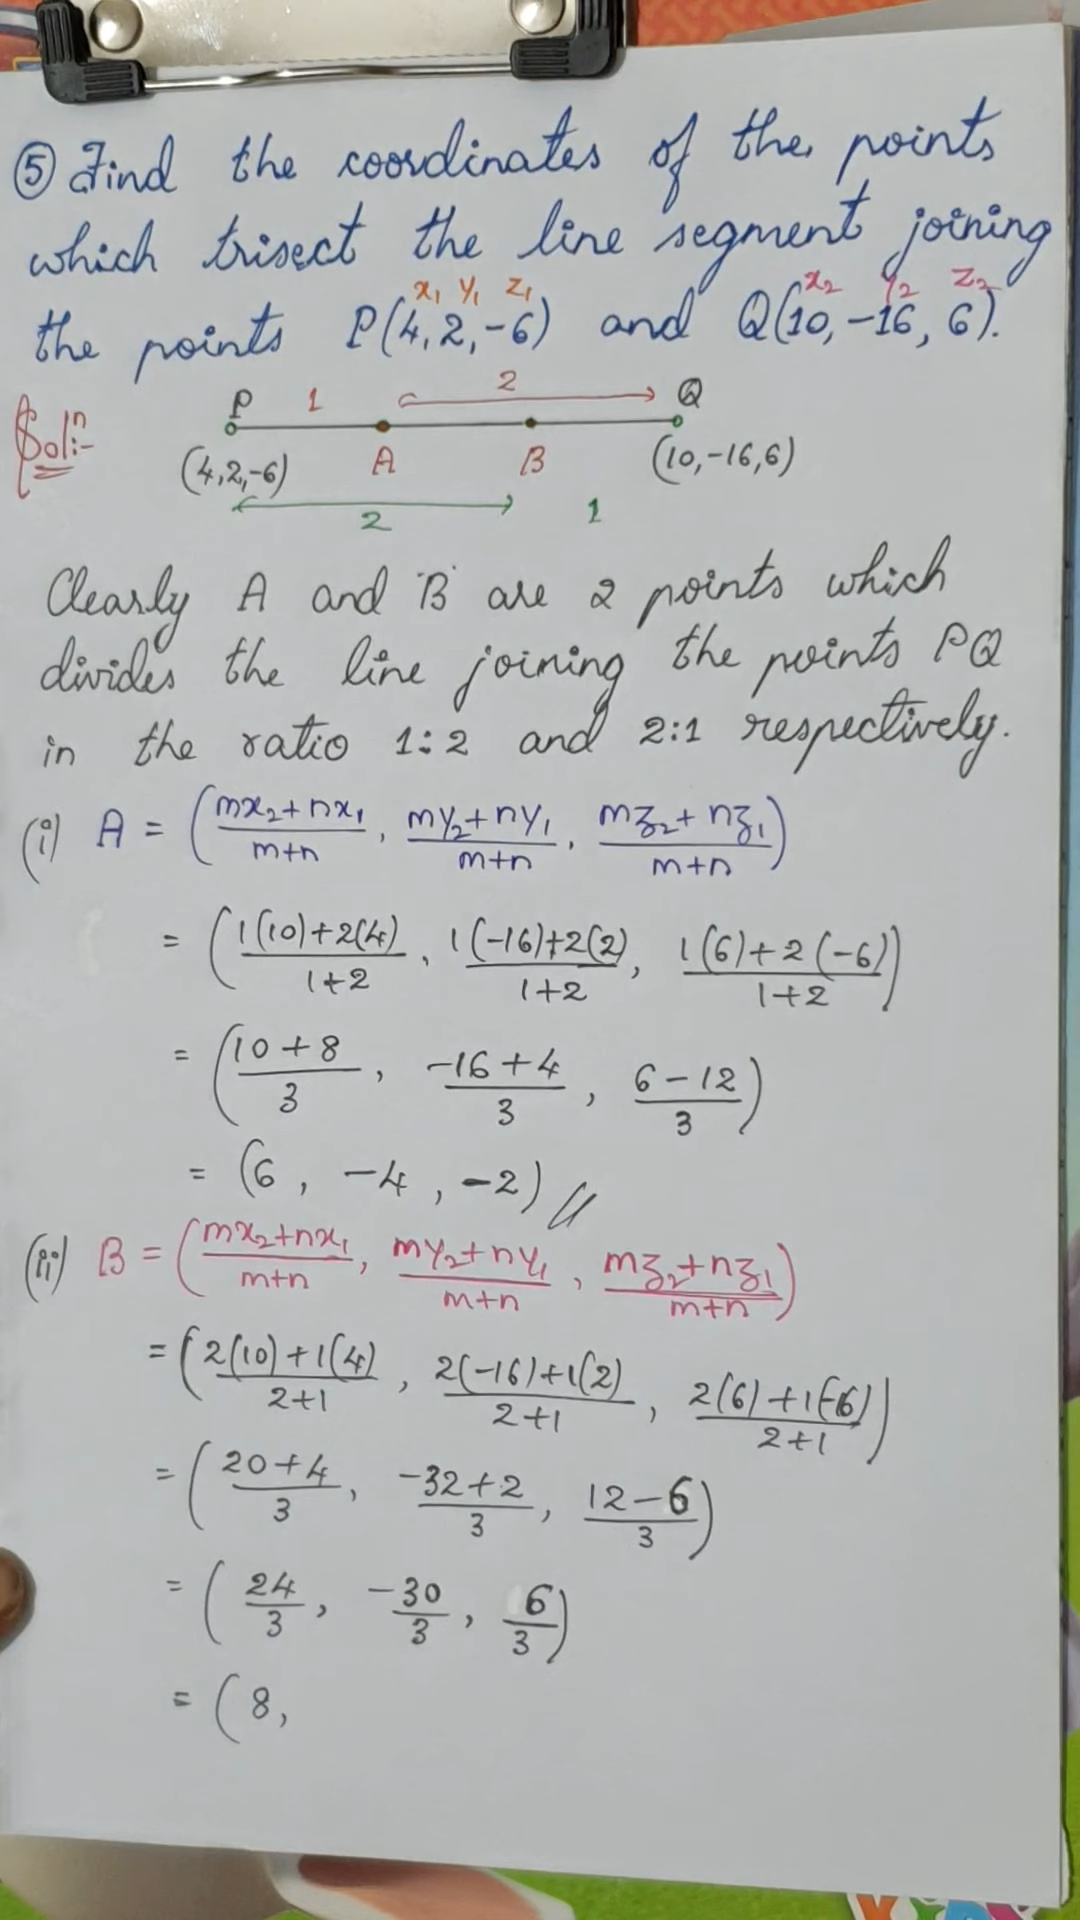 ⑤ Find the coordinates of the points
which trisect the line segment joining
x₁ y₁ z₁ x₂ y₂ z₂
the points P(4,2,-6) and Q(10,-16,6).
Solⁿ:-
P 1 2 Q
(4,2,-6) A B (10,-16,6)
2 1
Clearly A and 'B' are 2 points which
divides the line joining the points PQ
in the ratio 1:2 and 2:1 respectively.
(i) A = ((mx₂+nx₁)/(m+n), (my₂+ny₁)/(m+n), (mz₂+nz₁)/(m+n))
= ((1(10)+2(4))/(1+2), (1(-16)+2(2))/(1+2), (1(6)+2(-6))/(1+2))
= ((10+8)/3, (-16+4)/3, (6-12)/3)
= (6, -4, -2)//
(ii) B = ((mx₂+nx₁)/(m+n), (my₂+ny₁)/(m+n), (mz₂+nz₁)/(m+n))
= ((2(10)+1(4))/(2+1), (2(-16)+1(2))/(2+1), (2(6)+1(-6))/(2+1))
= ((20+4)/3, (-32+2)/3, (12-6)/3)
= (24/3, -30/3, 6/3)
= (8,